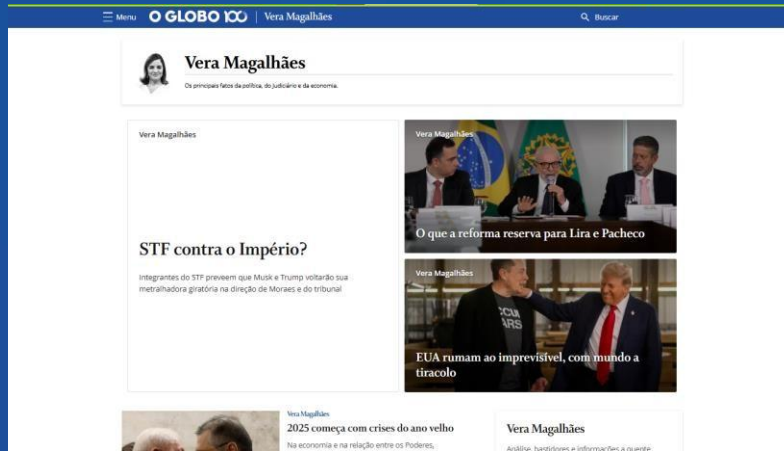 Menu O GLOBO 100 | Vera Magalhães Buscar
Vera Magalhães
Os principais fatos da política, do judiciário e da economia.
Vera Magalhães
STF contra o Império?
Integrantes do STF preveem que Musk e Trump voltarão sua
metralhadora giratória na direção de Moraes e do tribunal
Vera Magalhães
O que a reforma reserva para Lira e Pacheco
Vera Magalhães
CCU
ARS
EUA rumam ao imprevisível, com mundo a
tiracolo
Vera Magalhães
2025 começa com crises do ano velho
Na economia e na relação entre os Poderes,
Vera Magalhães
Análise, bastidores e informações a quente